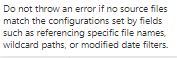 Do not throw an error if no source files
match the configurations set by fields
such as referencing specific file names,
wildcard paths, or modified date filters.